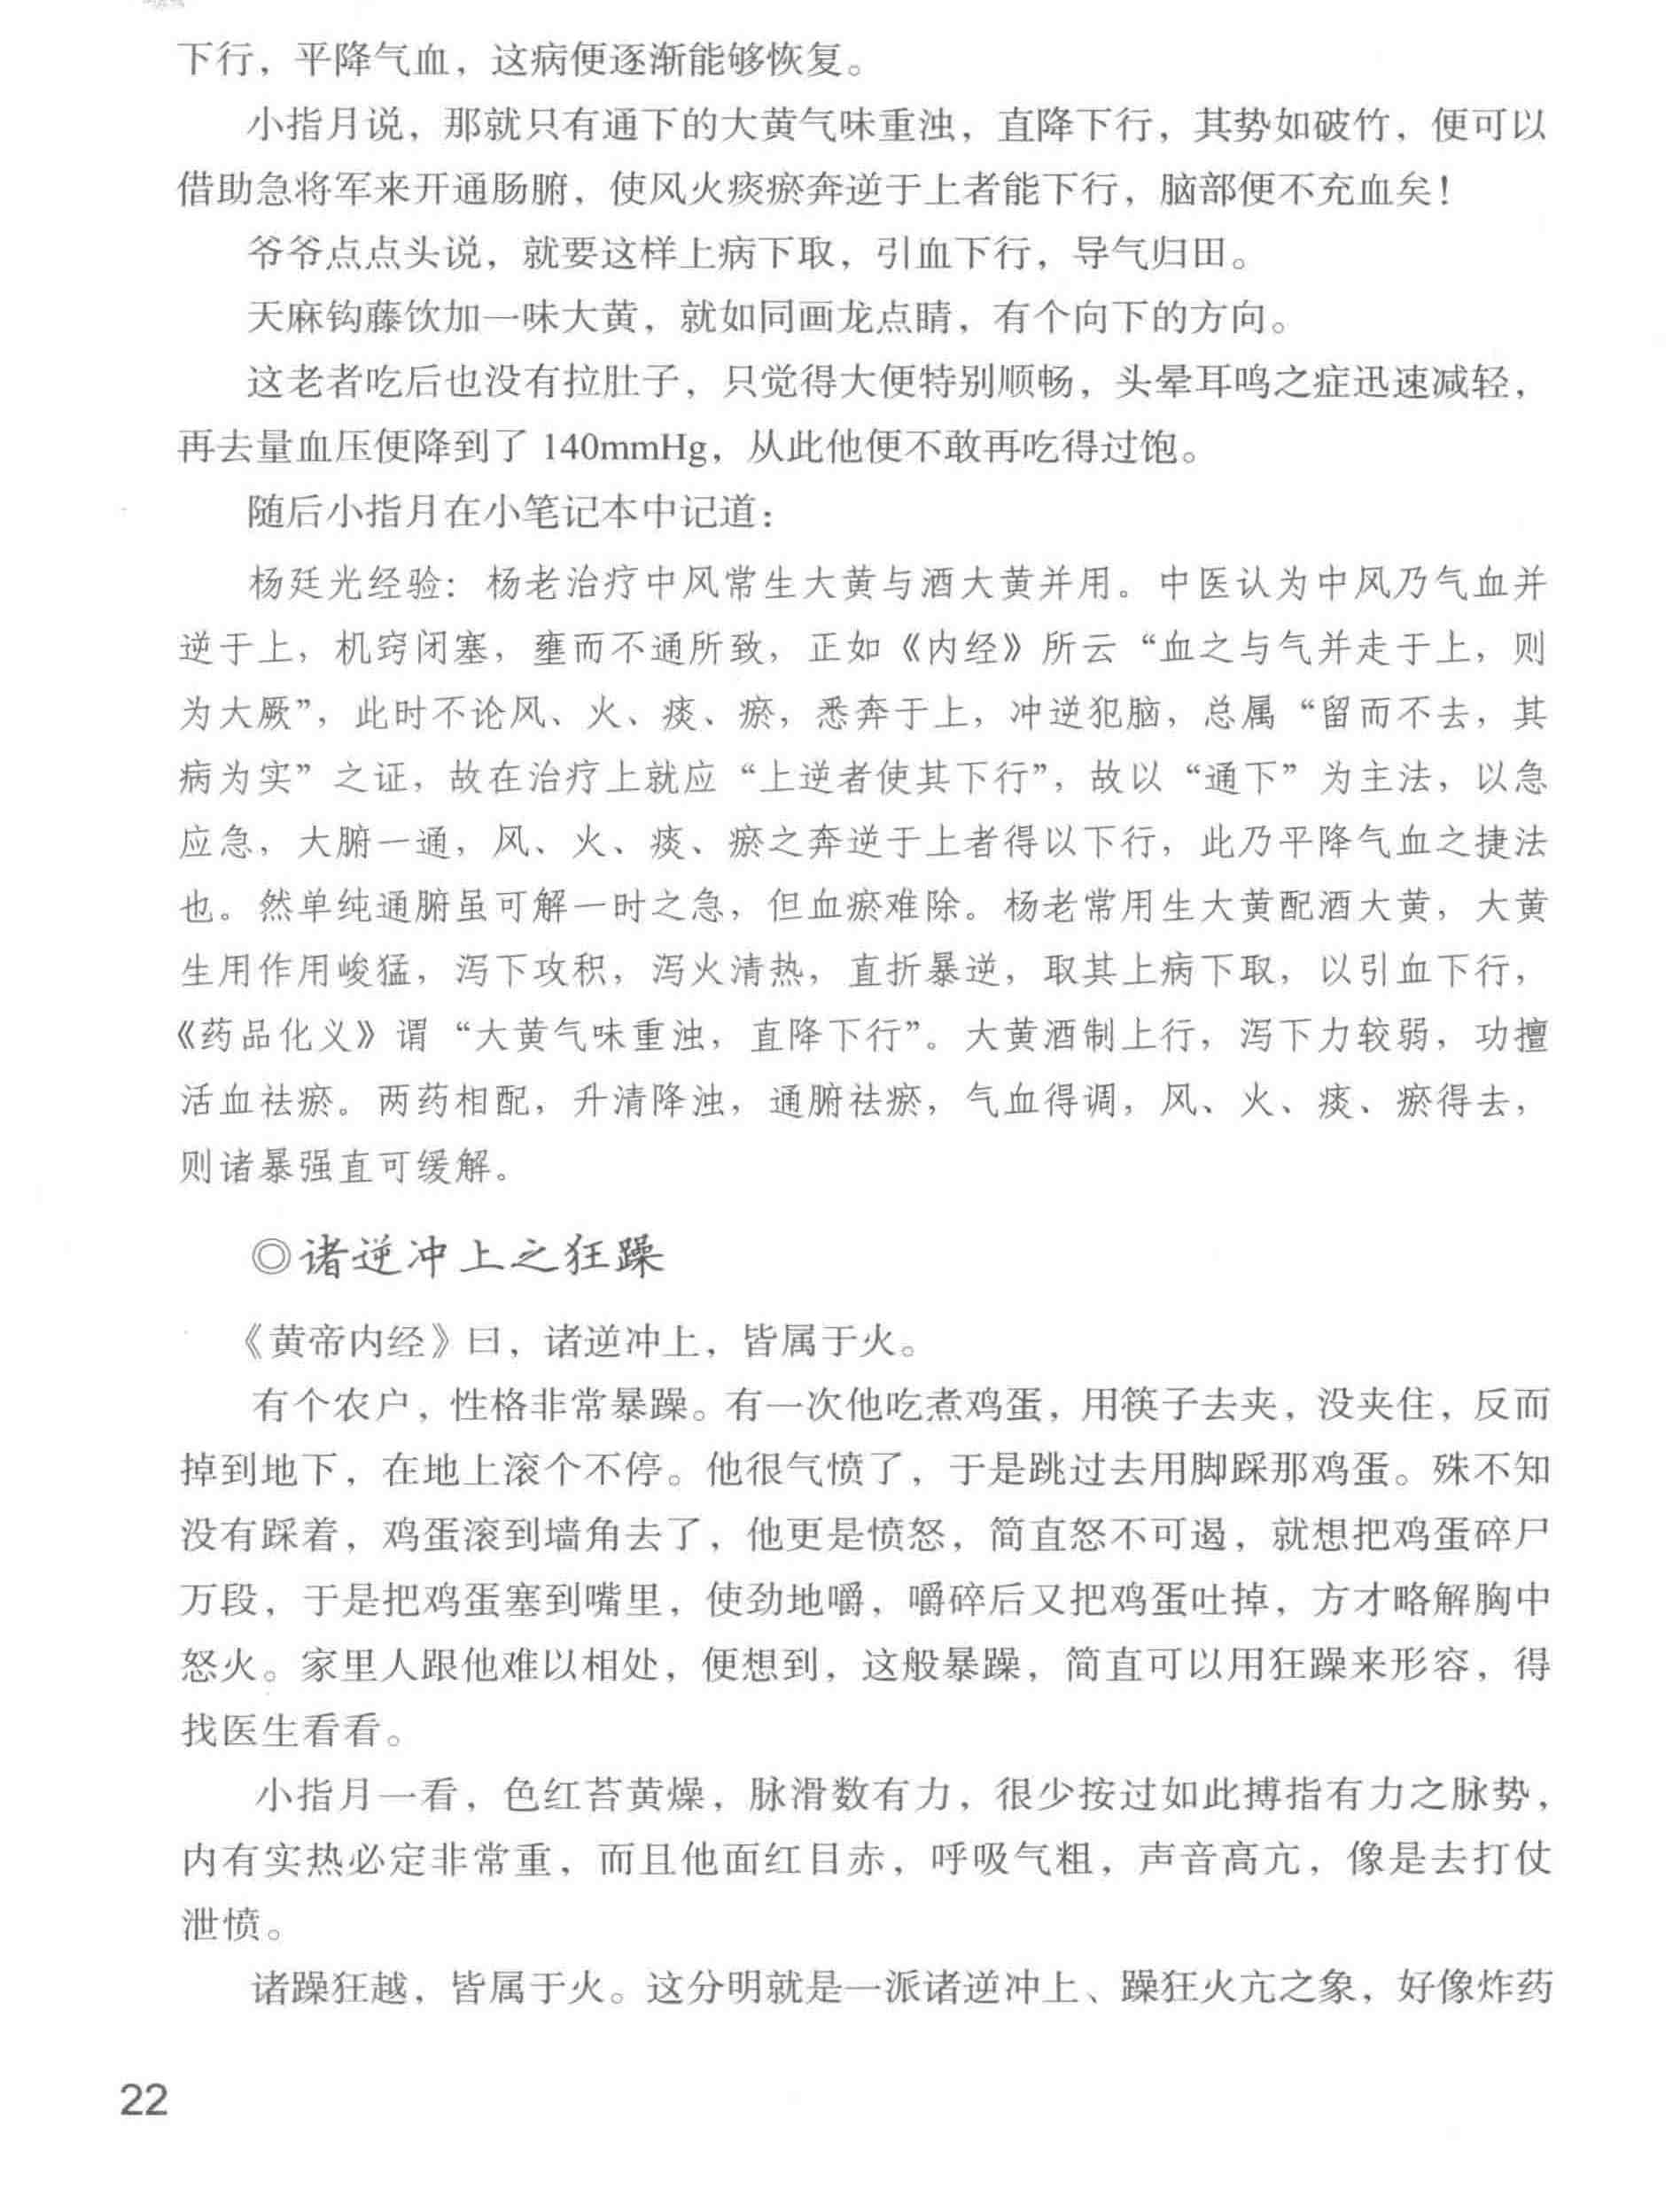 下行，平降气血，这病便逐渐能够恢复。
小指月说，那就只有通下的大黄气味重浊，直降下行，其势如破竹，便可以
借助急将军来开通肠腑，使风火痰瘀奔逆于上者能下行，脑部便不充血矣！
爷爷点点头说，就要这样上病下取，引血下行，导气归田。
天麻钩藤饮加一味大黄，就如同画龙点睛，有个向下的方向。
这老者吃后也没有拉肚子，只觉得大便特别顺畅，头晕耳鸣之症迅速减轻，
再去量血压便降到了 140mmHg，从此他便不敢再吃得过饱。
随后小指月在小笔记本中记道：
杨廷光经验：杨老治疗中风常生大黄与酒大黄并用。中医认为中风乃气血并
逆于上，机窍闭塞，壅而不通所致，正如《内经》所云“血之与气并走于上，则
为大厥”，此时不论风、火、痰、瘀，悉奔于上，冲逆犯脑，总属“留而不去，其
病为实”之证，故在治疗上就应“上逆者使其下行”，故以“通下”为主法，以急
应急，大腑一通，风、火、痰、瘀之奔逆于上者得以下行，此乃平降气血之捷法
也。然单纯通腑虽可解一时之急，但血瘀难除。杨老常用生大黄配酒大黄，大黄
生用作用峻猛，泻下攻积，泻火清热，直折暴逆，取其上病下取，以引血下行，
《药品化义》谓“大黄气味重浊，直降下行”。大黄酒制上行，泻下力较弱，功擅
活血祛瘀。两药相配，升清降浊，通腑祛瘀，气血得调，风、火、痰、瘀得去，
则诸暴强直可缓解。
◎诸逆冲上之狂躁
《黄帝内经》曰，诸逆冲上，皆属于火。
有个农户，性格非常暴躁。有一次他吃煮鸡蛋，用筷子去夹，没夹住，反而
掉到地下，在地上滚个不停。他很气愤了，于是跳过去用脚踩那鸡蛋。殊不知
没有踩着，鸡蛋滚到墙角去了，他更是愤怒，简直怒不可遏，就想把鸡蛋碎尸
万段，于是把鸡蛋塞到嘴里，使劲地嚼，嚼碎后又把鸡蛋吐掉，方才略解胸中
怒火。家里人跟他难以相处，便想到，这般暴躁，简直可以用狂躁来形容，得
找医生看看。
小指月一看，色红苔黄燥，脉滑数有力，很少按过如此搏指有力之脉势，
内有实热必定非常重，而且他面红目赤，呼吸气粗，声音高亢，像是去打仗
泄愤。
诸躁狂越，皆属于火。这分明就是一派诸逆冲上、躁狂火亢之象，好像炸药
22